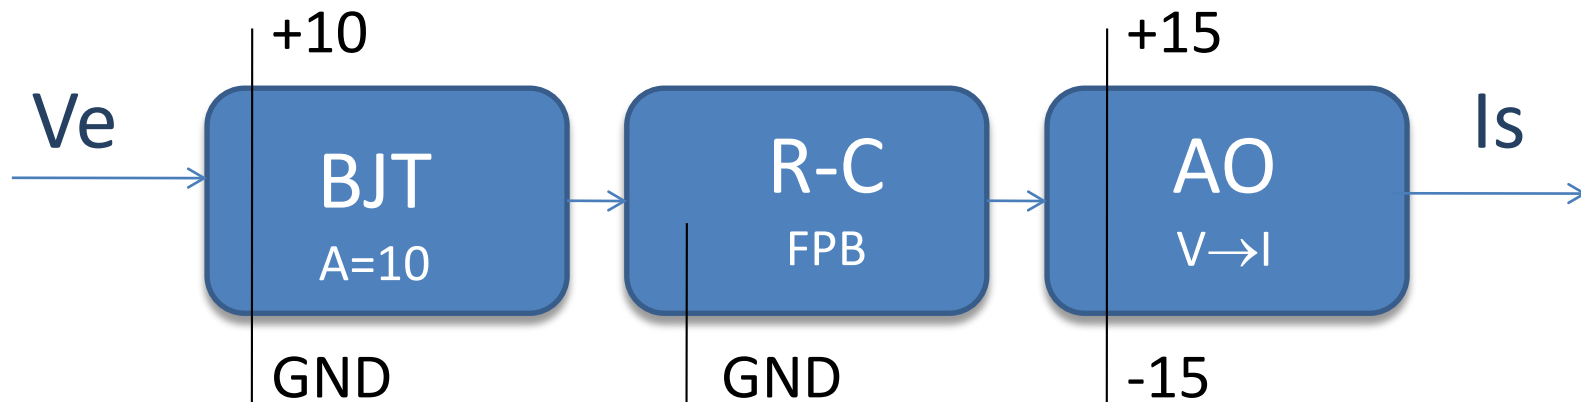 +10
+15
Ve
Is
BJT
A=10
R-C
FPB
AO
V→I
GND
GND
-15